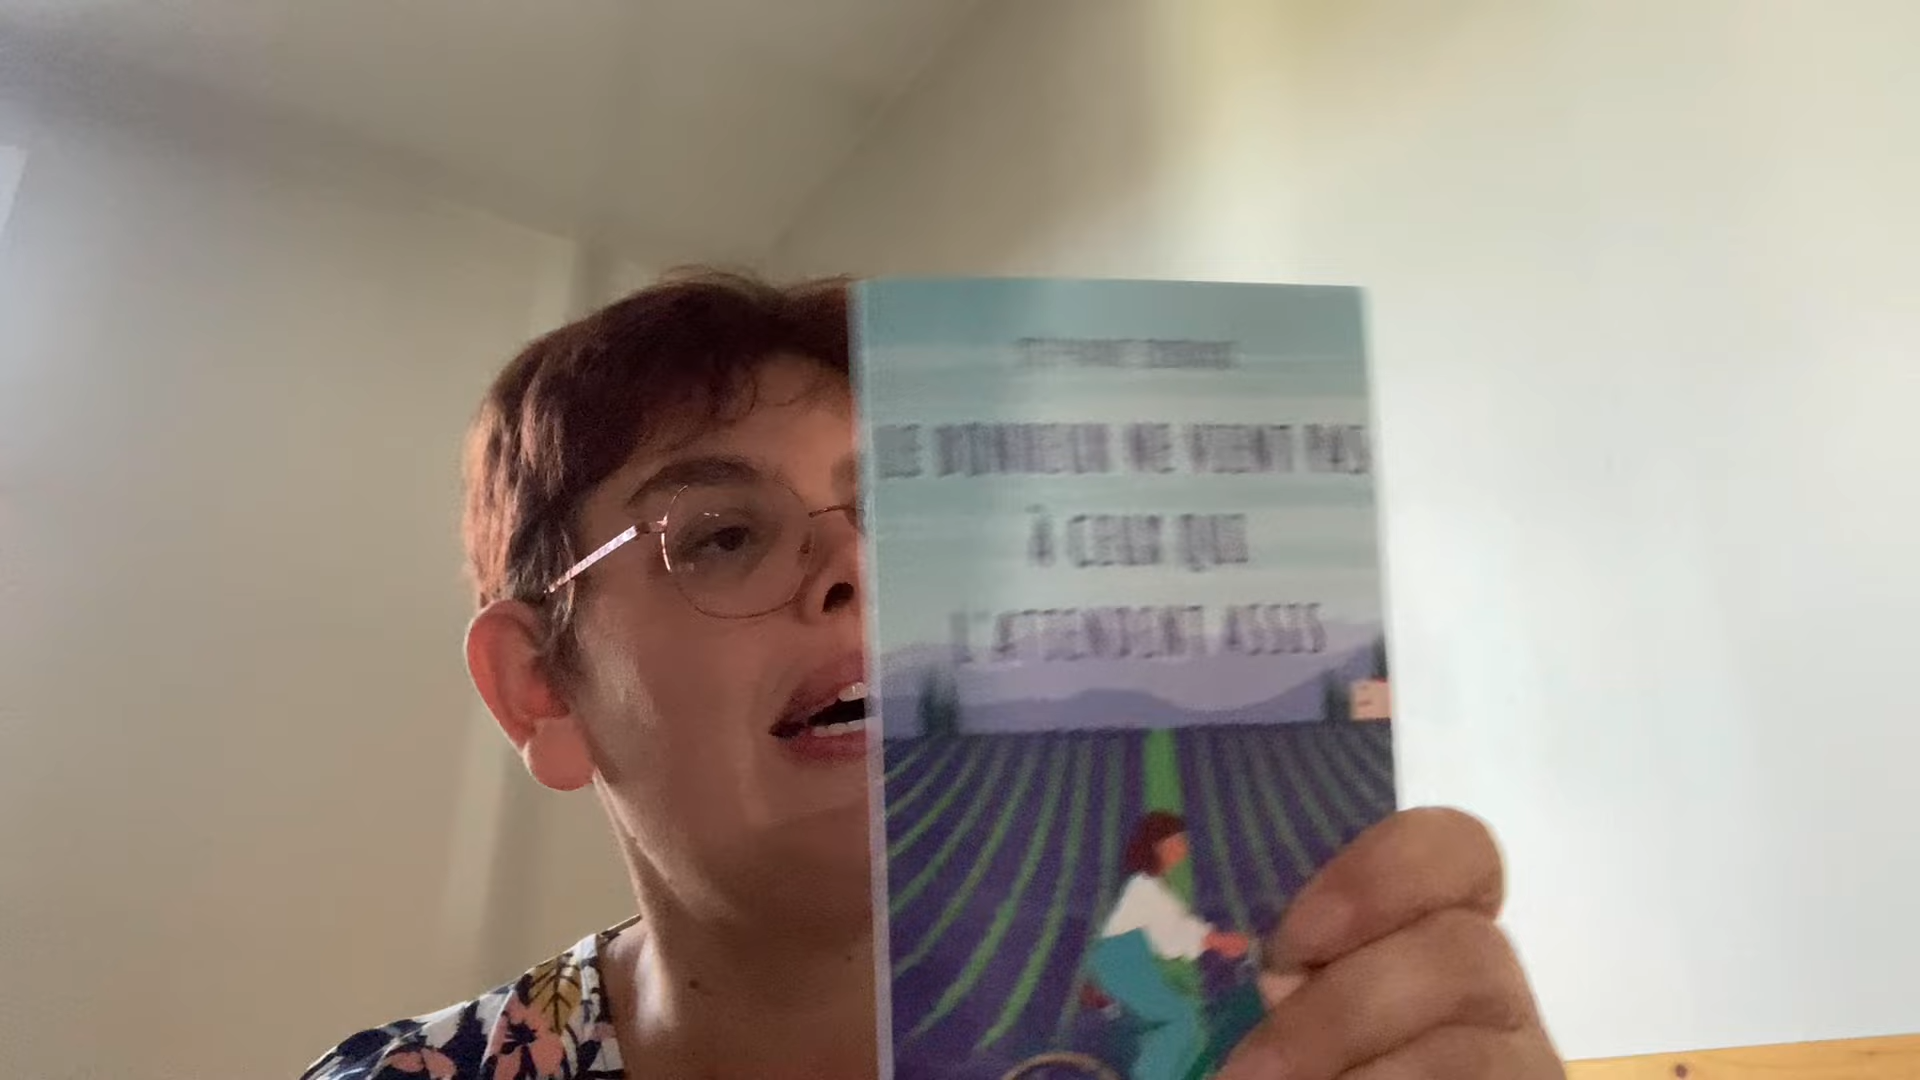 LE BONHEUR NE VIENT PAS
À CEUX QUI
L'ATTENDENT ASSIS